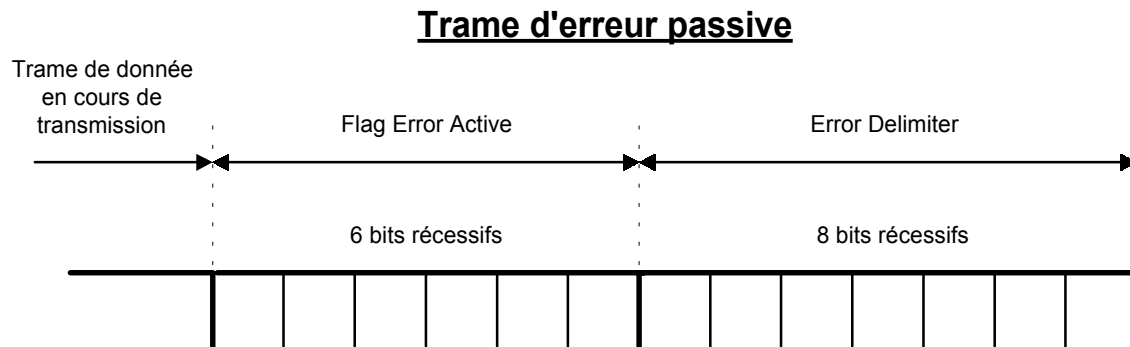 Trame d'erreur passive
Trame de donnée
en cours de
transmission
Flag Error Active
Error Delimiter
6 bits récessifs
8 bits récessifs